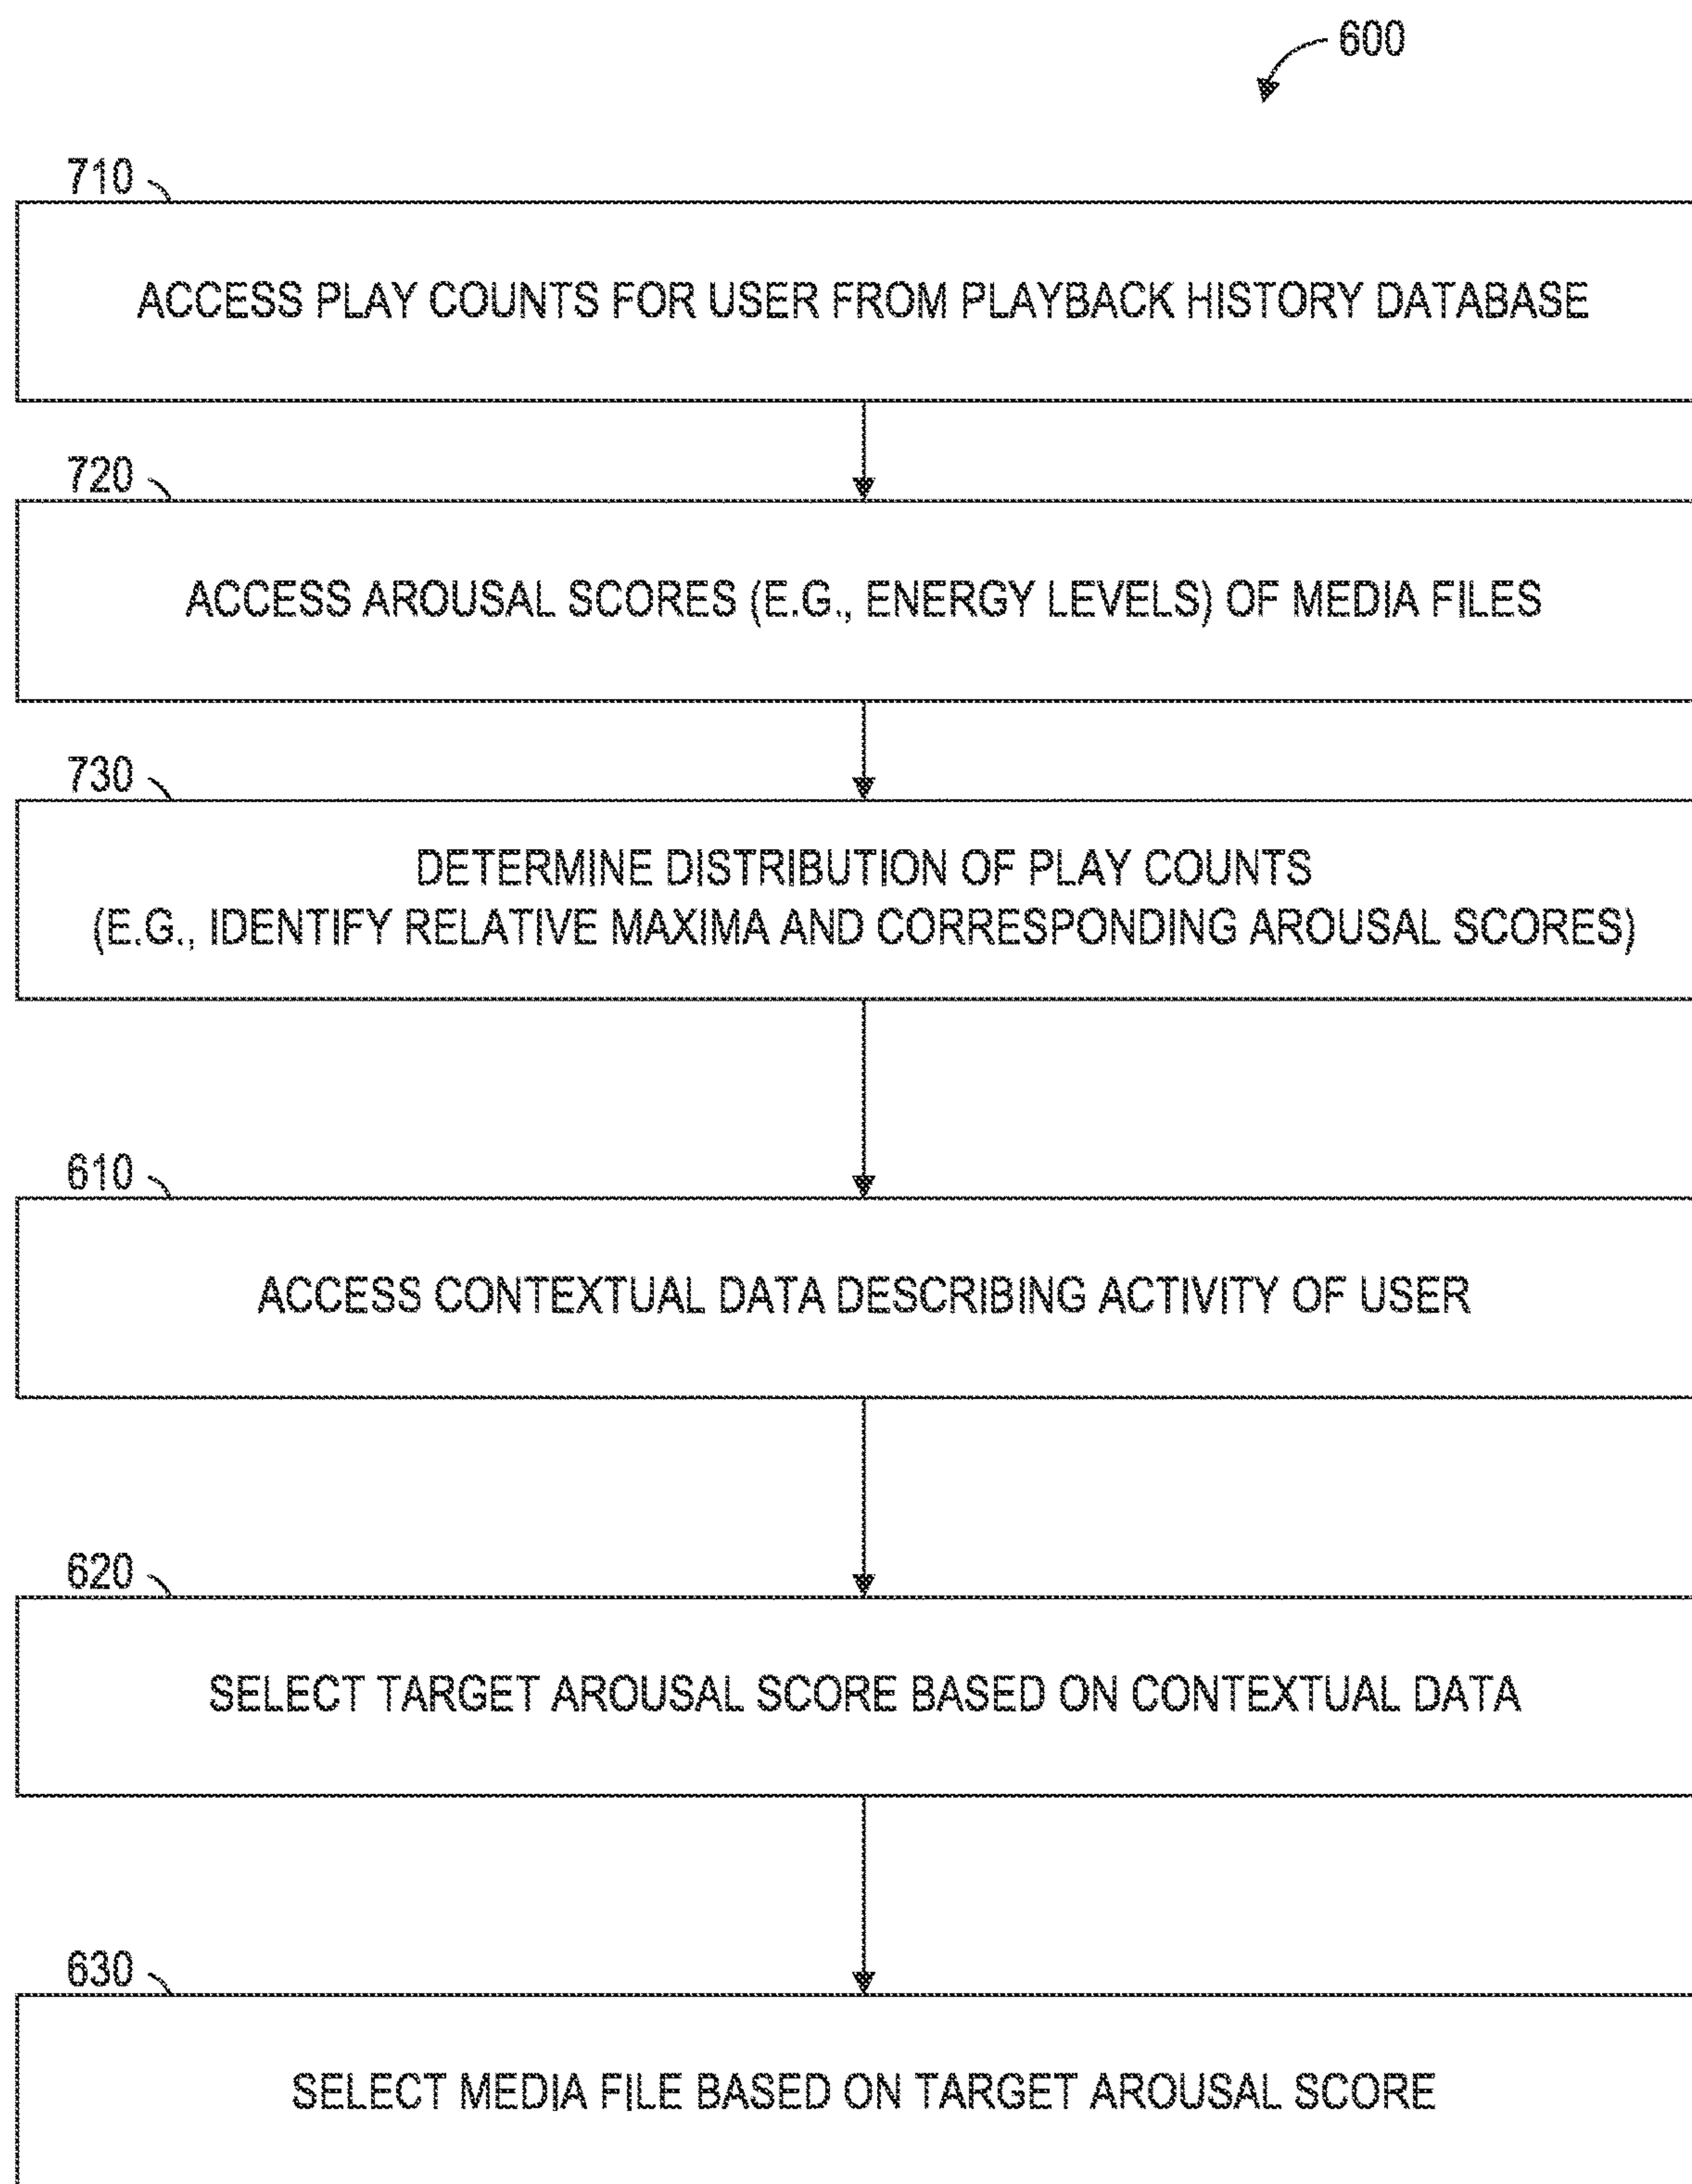 600
710
ACCESS PLAY COUNTS FOR USER FROM PLAYBACK HISTORY DATABASE
720
ACCESS AROUSAL SCORES (E.G., ENERGY LEVELS) OF MEDIA FILES
730
DETERMINE DISTRIBUTION OF PLAY COUNTS
(E.G., IDENTIFY RELATIVE MAXIMA AND CORRESPONDING AROUSAL SCORES)
610
ACCESS CONTEXTUAL DATA DESCRIBING ACTIVITY OF USER
620
SELECT TARGET AROUSAL SCORE BASED ON CONTEXTUAL DATA
630
SELECT MEDIA FILE BASED ON TARGET AROUSAL SCORE